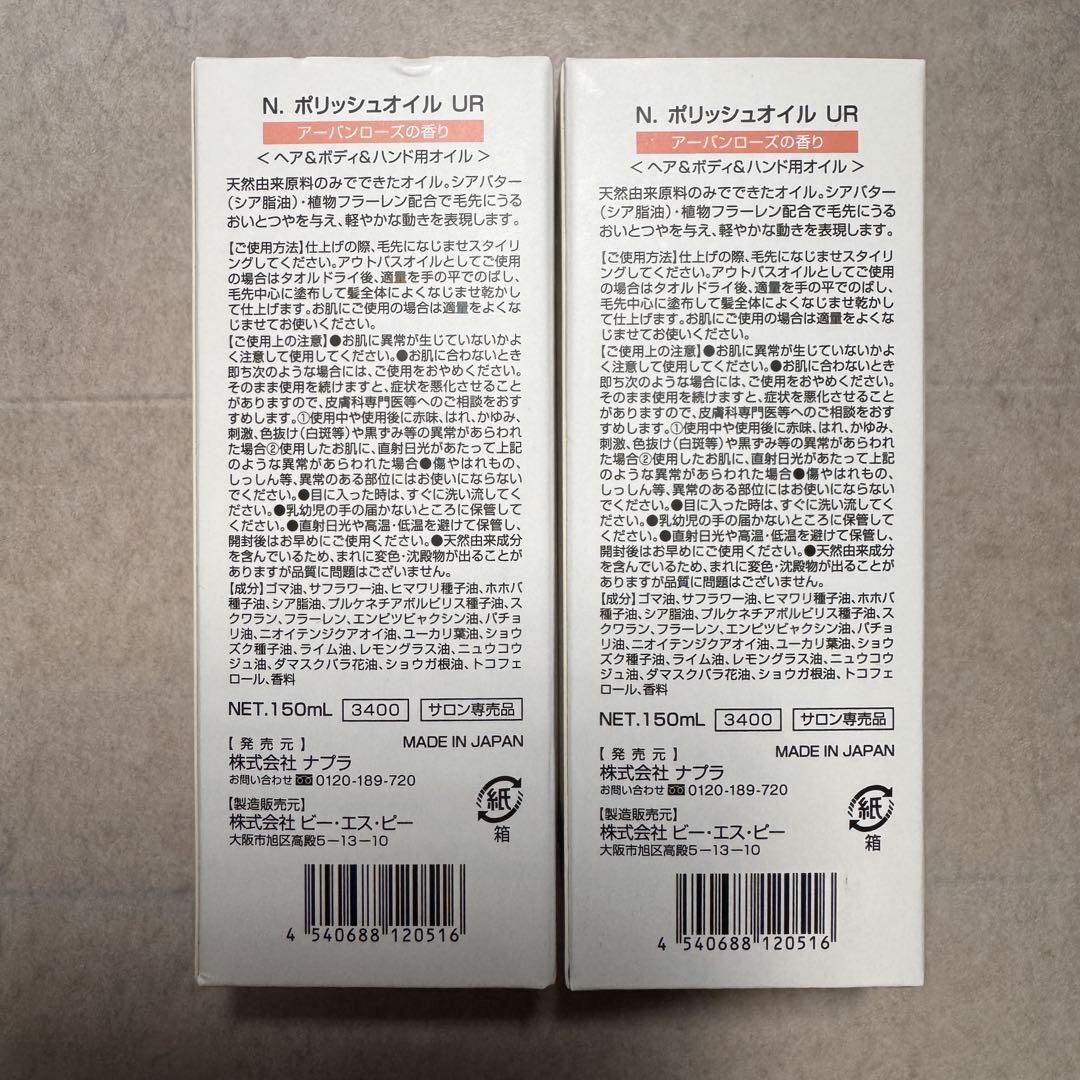 N. ポリッシュオイル UR
アーバンローズの香り
＜ヘア&ボディ&ハンド用オイル＞
天然由来原料のみでできたオイル。シアバター
（シア脂油）・植物フラーレン配合で毛先にうる
おいとつやを与え、軽やかな動きを表現します。
【ご使用方法】仕上げの際、毛先になじませスタイリ
ングしてください。アウトバスオイルとしてご使用
の場合はタオルドライ後、適量を手の平でのばし、
毛先中心に塗布して髪全体によくなじませ乾かし
て仕上げます。お肌にご使用の場合は適量をよくな
じませてお使いください。
【ご使用上の注意】●お肌に異常が生じていないかよ
く注意して使用してください。●お肌に合わないとき
即ち次のような場合には、ご使用をおやめください。
そのまま使用を続けますと、症状を悪化させること
がありますので、皮膚科専門医等へのご相談をおす
すめします。①使用中や使用後に赤味、はれ、かゆみ、
刺激、色抜け（白斑等）や黒ずみ等の異常があらわれ
た場合②使用したお肌に、直射日光があたって上記
のような異常があらわれた場合●傷やはれもの、
しっしん等、異常のある部位にはお使いにならない
でください。●目に入った時は、すぐに洗い流してく
ださい。●乳幼児の手の届かないところに保管して
ください。●直射日光や高温・低温を避けて保管し、
開封後はお早めにご使用ください。●天然由来成分
を含んでいるため、まれに変色・沈殿物が出ることが
ありますが品質に問題はございません。
【成分】ゴマ油、サフラワー油、ヒマワリ種子油、ホホバ
種子油、シア脂油、プルケネチアボルビリス種子油、ス
クワラン、フラーレン、エンピツビャクシン油、パチョ
リ油、ニオイテンジクアオイ油、ユーカリ葉油、ショウ
ズク種子油、ライム油、レモングラス油、ニュウコウ
ジュ油、ダマスクバラ花油、ショウガ根油、トコフェ
ロール、香料
NET.150mL 3400 サロン専売品
【発売元】 MADE IN JAPAN
株式会社 ナプラ
お問い合わせ 0120-189-720
【製造販売元】
株式会社 ビー・エス・ピー
大阪市旭区高殿5－13－10
紙
箱
4 540688 120516
N. ポリッシュオイル UR
アーバンローズの香り
＜ヘア&ボディ&ハンド用オイル＞
天然由来原料のみでできたオイル。シアバター
（シア脂油）・植物フラーレン配合で毛先にうる
おいとつやを与え、軽やかな動きを表現します。
【ご使用方法】仕上げの際、毛先になじませスタイリ
ングしてください。アウトバスオイルとしてご使用
の場合はタオルドライ後、適量を手の平でのばし、
毛先中心に塗布して髪全体によくなじませ乾かし
て仕上げます。お肌にご使用の場合は適量をよくな
じませてお使いください。
【ご使用上の注意】●お肌に異常が生じていないかよ
く注意して使用してください。●お肌に合わないとき
即ち次のような場合には、ご使用をおやめください。
そのまま使用を続けますと、症状を悪化させること
がありますので、皮膚科専門医等へのご相談をおす
すめします。①使用中や使用後に赤味、はれ、かゆみ、
刺激、色抜け（白斑等）や黒ずみ等の異常があらわれ
た場合②使用したお肌に、直射日光があたって上記
のような異常があらわれた場合●傷やはれもの、
しっしん等、異常のある部位にはお使いにならない
でください。●目に入った時は、すぐに洗い流してく
ださい。●乳幼児の手の届かないところに保管して
ください。●直射日光や高温・低温を避けて保管し、
開封後はお早めにご使用ください。●天然由来成分
を含んでいるため、まれに変色・沈殿物が出ることが
ありますが品質に問題はございません。
【成分】ゴマ油、サフラワー油、ヒマワリ種子油、ホホバ
種子油、シア脂油、プルケネチアボルビリス種子油、ス
クワラン、フラーレン、エンピツビャクシン油、パチョ
リ油、ニオイテンジクアオイ油、ユーカリ葉油、ショウ
ズク種子油、ライム油、レモングラス油、ニュウコウ
ジュ油、ダマスクバラ花油、ショウガ根油、トコフェ
ロール、香料
NET.150mL 3400 サロン専売品
【発売元】 MADE IN JAPAN
株式会社 ナプラ
お問い合わせ 0120-189-720
【製造販売元】
株式会社 ビー・エス・ピー
大阪市旭区高殿5－13－10
紙
箱
4 540688 120516